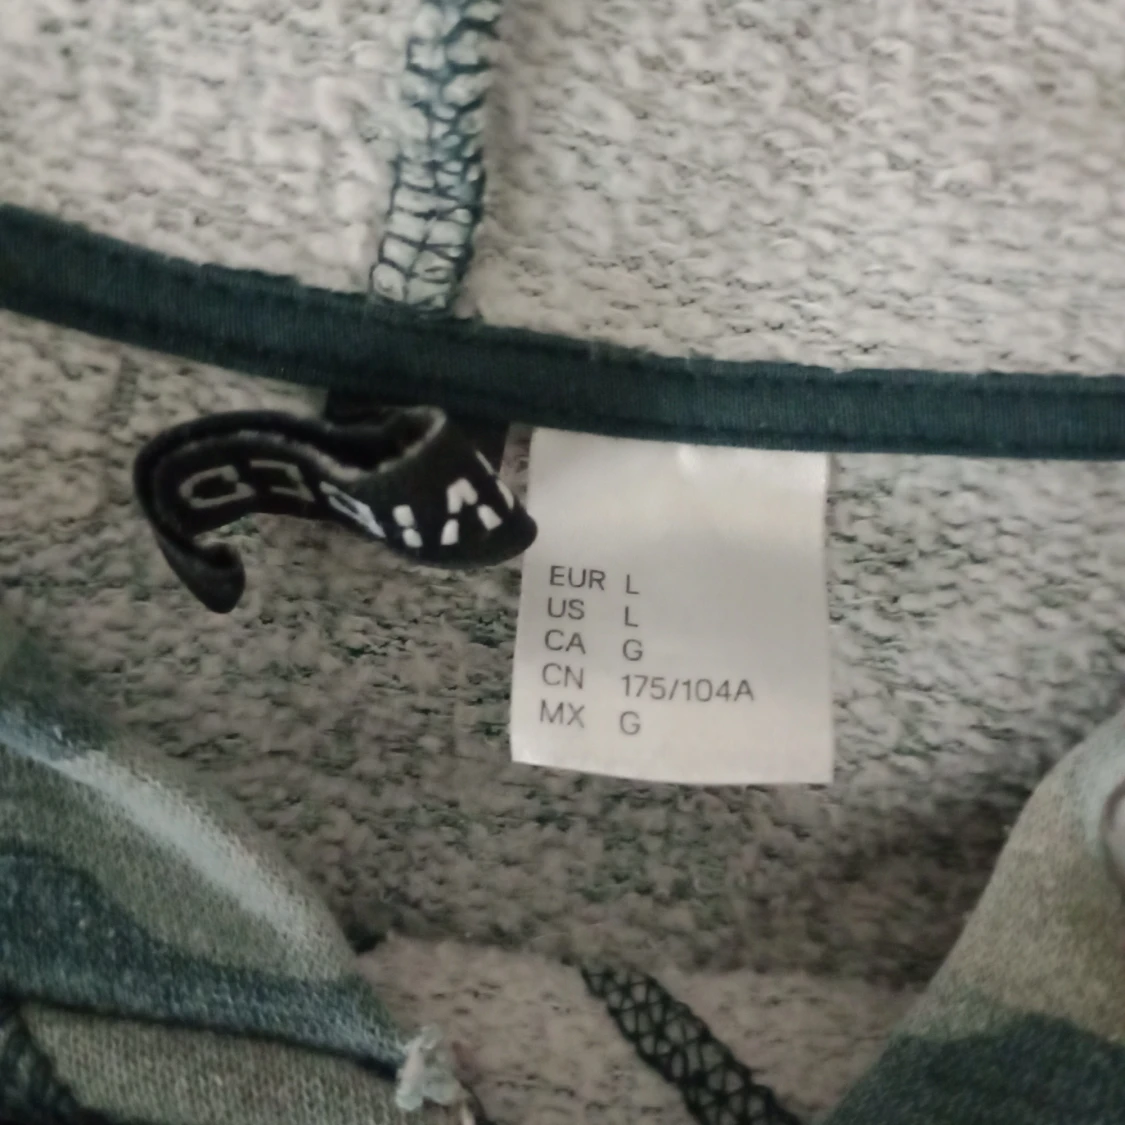 EUR L
US L
CA G
CN 175/104A
MX G